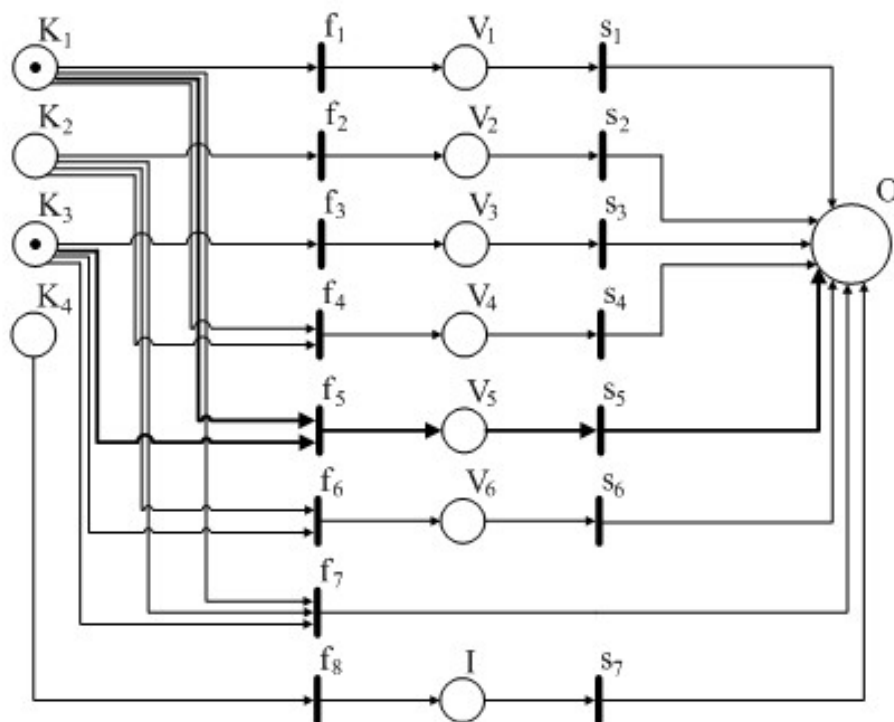 K1 f1 V1 s1
K2 f2 V2 s2
K3 f3 V3 s3 O
K4 f4 V4 s4
f5 V5 s5
f6 V6 s6
f7
f8 I s7